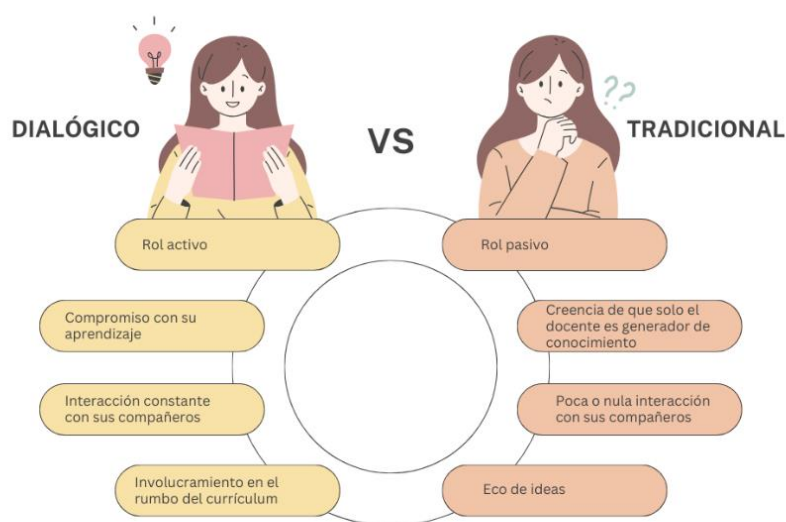 DIALÓGICO
VS
TRADICIONAL
??
Rol activo
Rol pasivo
Compromiso con su
aprendizaje
Creencia de que solo el
docente es generador de
conocimiento
Interacción constante
con sus compañeros
Poca o nula interacción
con sus compañeros
Involucramiento en el
rumbo del currículum
Eco de ideas